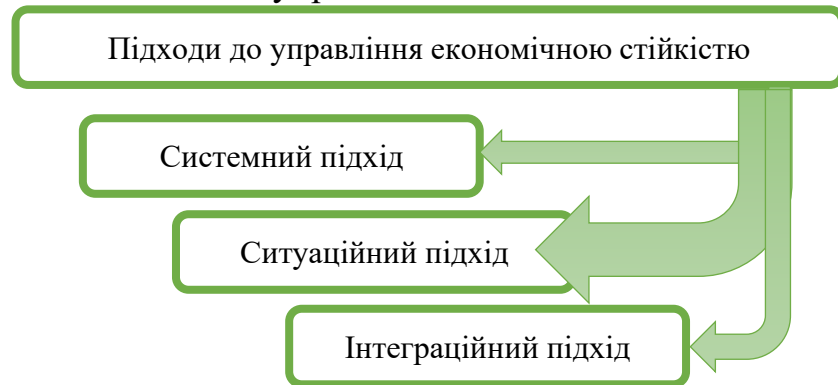 Підходи до управління економічною стійкістю
Системний підхід
Ситуаційний підхід
Інтеграційний підхід